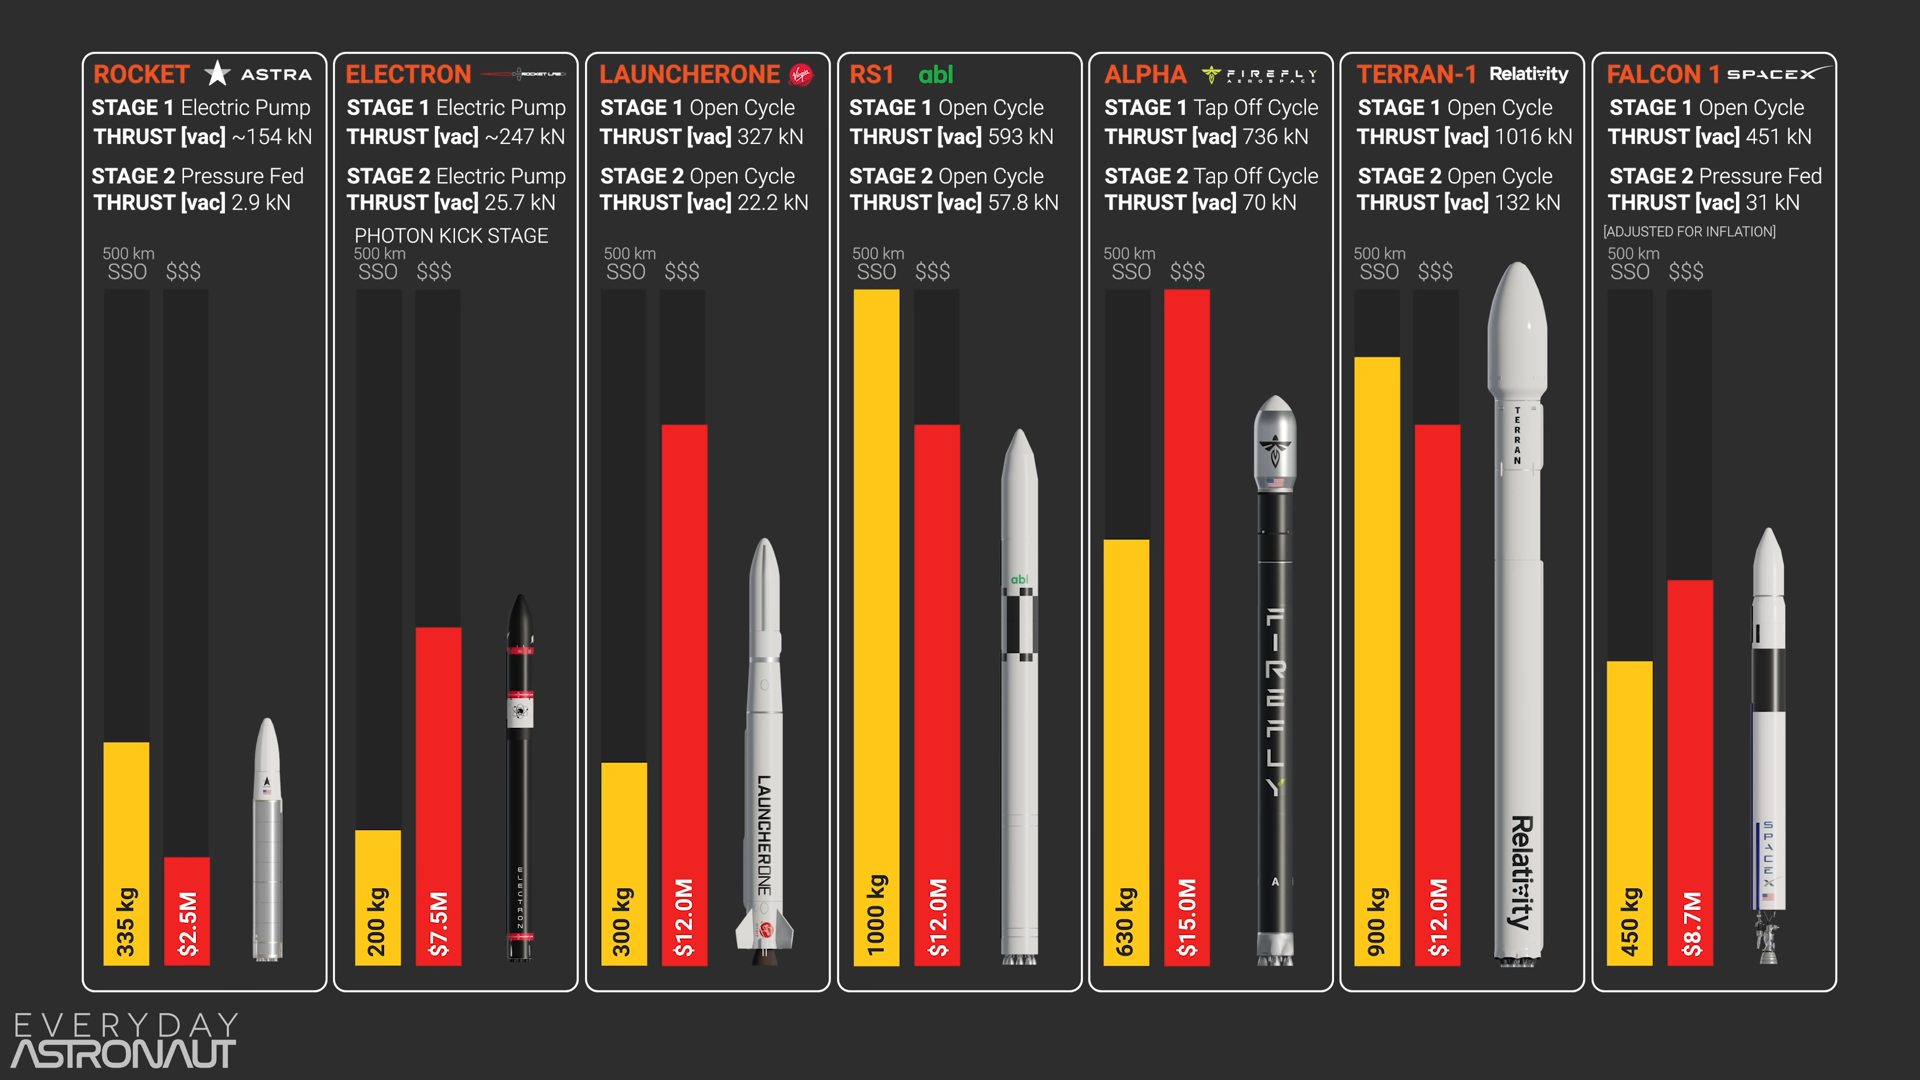 ROCKET ASTRA
STAGE 1 Electric Pump
THRUST [vac] ~154 kN
STAGE 2 Pressure Fed
THRUST [vac] 2.9 kN
500 km
SSO $$$
335 kg
$2.5M
ELECTRON ROCKET LAB
STAGE 1 Electric Pump
THRUST [vac] ~247 kN
STAGE 2 Electric Pump
THRUST [vac] 25.7 kN
PHOTON KICK STAGE
500 km
SSO $$$
200 kg
$7.5M
ELECTRON
LAUNCHERONE Virgin
STAGE 1 Open Cycle
THRUST [vac] 327 kN
STAGE 2 Open Cycle
THRUST [vac] 22.2 kN
500 km
SSO $$$
300 kg
$12.0M
LAUNCHERONE
RS1 abl
STAGE 1 Open Cycle
THRUST [vac] 593 kN
STAGE 2 Open Cycle
THRUST [vac] 57.8 kN
500 km
SSO $$$
1000 kg
$12.0M
abl
ALPHA FIREFLY
AEROSPACE
STAGE 1 Tap Off Cycle
THRUST [vac] 736 kN
STAGE 2 Tap Off Cycle
THRUST [vac] 70 kN
500 km
SSO $$$
630 kg
$15.0M
FIREFLY
A
TERRAN-1 Relativity
STAGE 1 Open Cycle
THRUST [vac] 1016 kN
STAGE 2 Open Cycle
THRUST [vac] 132 kN
500 km
SSO $$$
900 kg
$12.0M
TERRAN
Relativity
FALCON 1 SPACEX
STAGE 1 Open Cycle
THRUST [vac] 451 kN
STAGE 2 Pressure Fed
THRUST [vac] 31 kN
[ADJUSTED FOR INFLATION]
500 km
SSO $$$
450 kg
$8.7M
SPACEX
EVERYDAY
ASTRONAUT